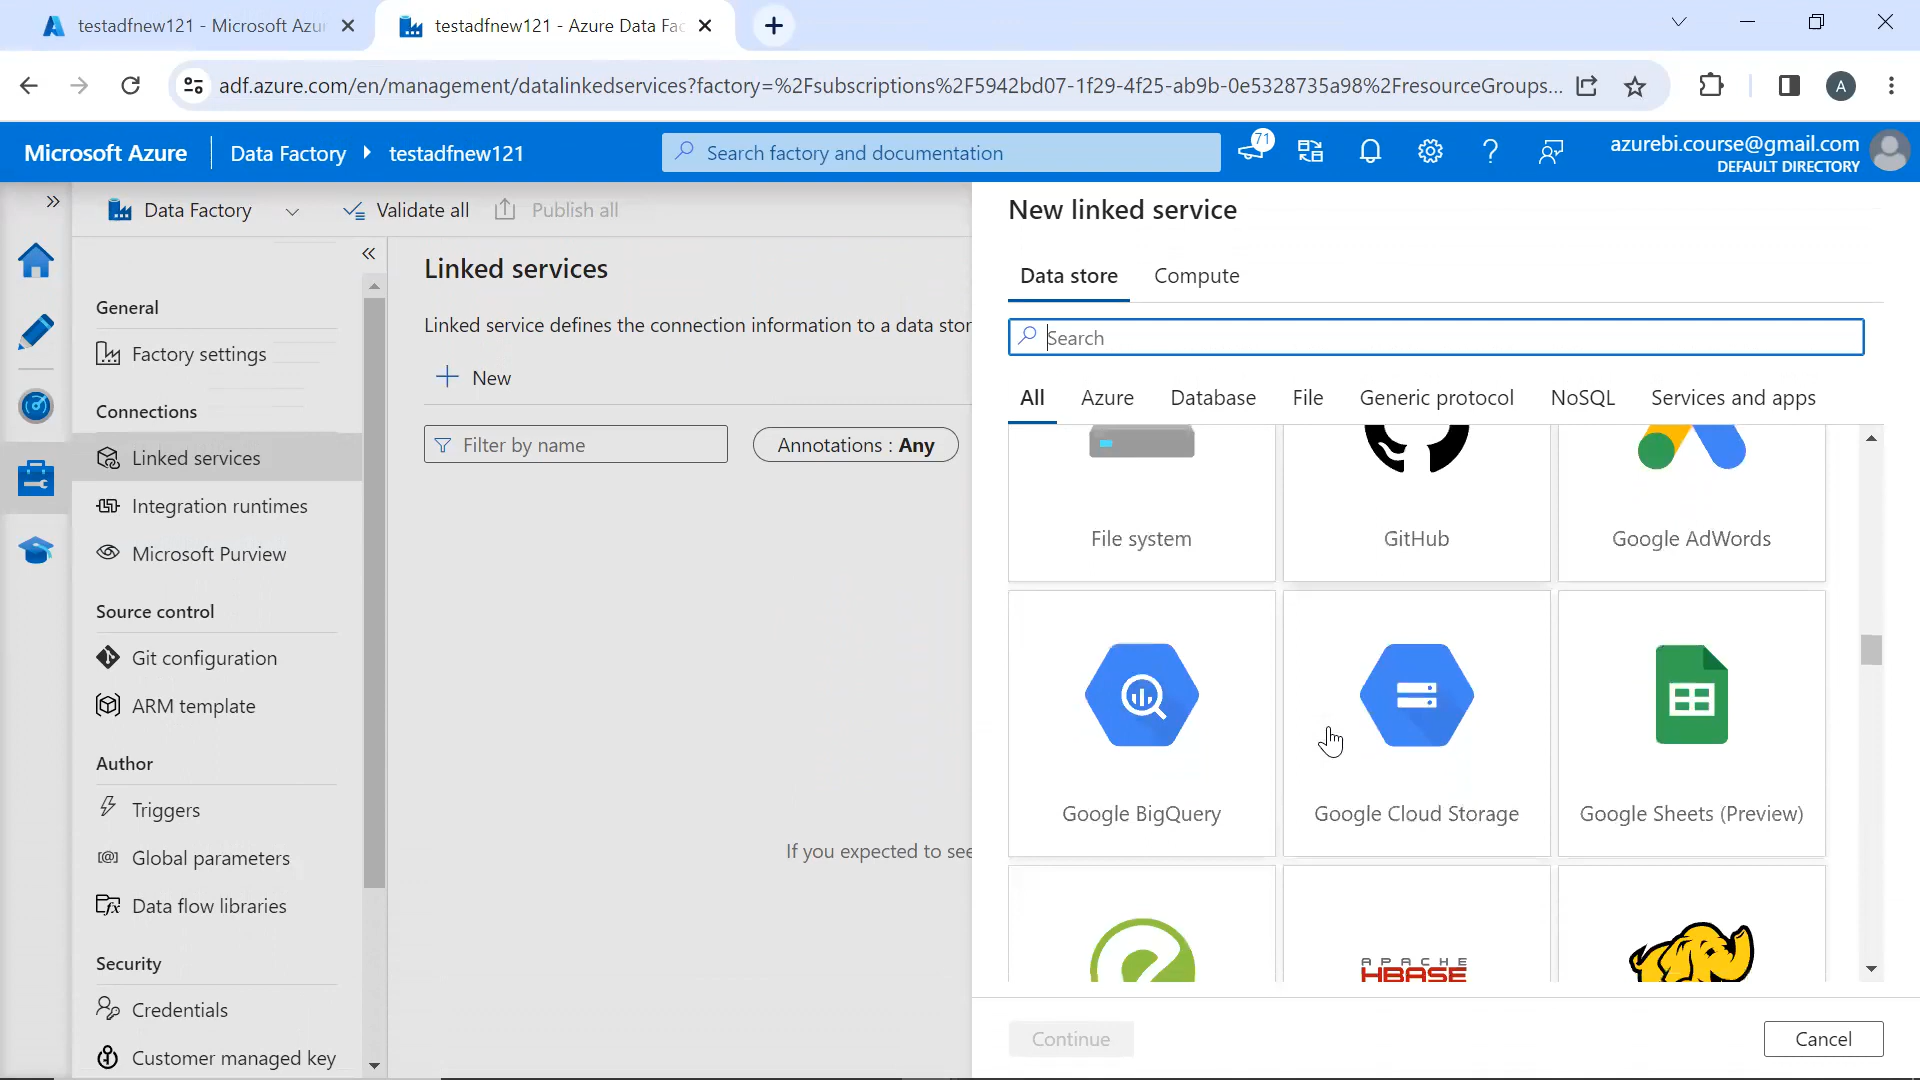 testadfnew121 - Microsoft Azu
testadfnew121 - Azure Data Fac
adf.azure.com/en/management/datalinkedservices?factory=%2Fsubscriptions%2F5942bd07-1f29-4f25-ab9b-0e5328735a98%2FresourceGroups...
A
Microsoft Azure
Data Factory
testadfnew121
Search factory and documentation
71
azurebi.course@gmail.com
DEFAULT DIRECTORY
Data Factory
Validate all
Publish all
General
Factory settings
Connections
Linked services
Integration runtimes
Microsoft Purview
Source control
Git configuration
ARM template
Author
Triggers
Global parameters
Data flow libraries
Security
Credentials
Customer managed key
Linked services
Linked service defines the connection information to a data stor
New
Filter by name
Annotations : Any
If you expected to see
New linked service
Data store
Compute
Search
All
Azure
Database
File
Generic protocol
NoSQL
Services and apps
File system
GitHub
Google AdWords
Google BigQuery
Google Cloud Storage
Google Sheets (Preview)
APACHE
HBASE
Continue
Cancel